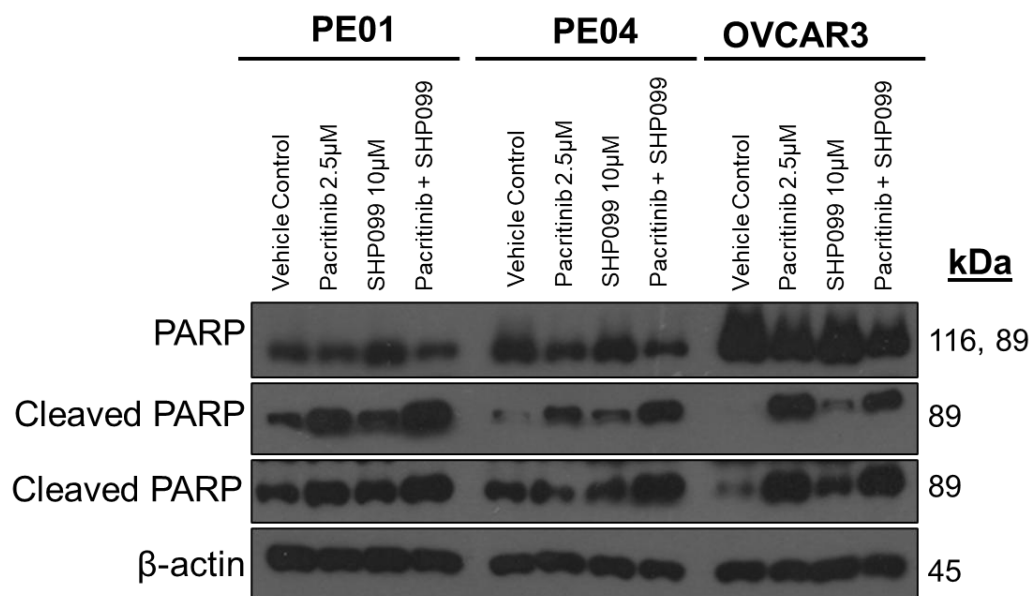 PE01 PE04 OVCAR3
Vehicle Control
Pacritinib 2.5µM
SHP099 10µM
Pacritinib + SHP099
Vehicle Control
Pacritinib 2.5µM
SHP099 10µM
Pacritinib + SHP099
Vehicle Control
Pacritinib 2.5µM
SHP099 10µM
Pacritinib + SHP099
kDa
PARP 116, 89
Cleaved PARP 89
Cleaved PARP 89
β-actin 45